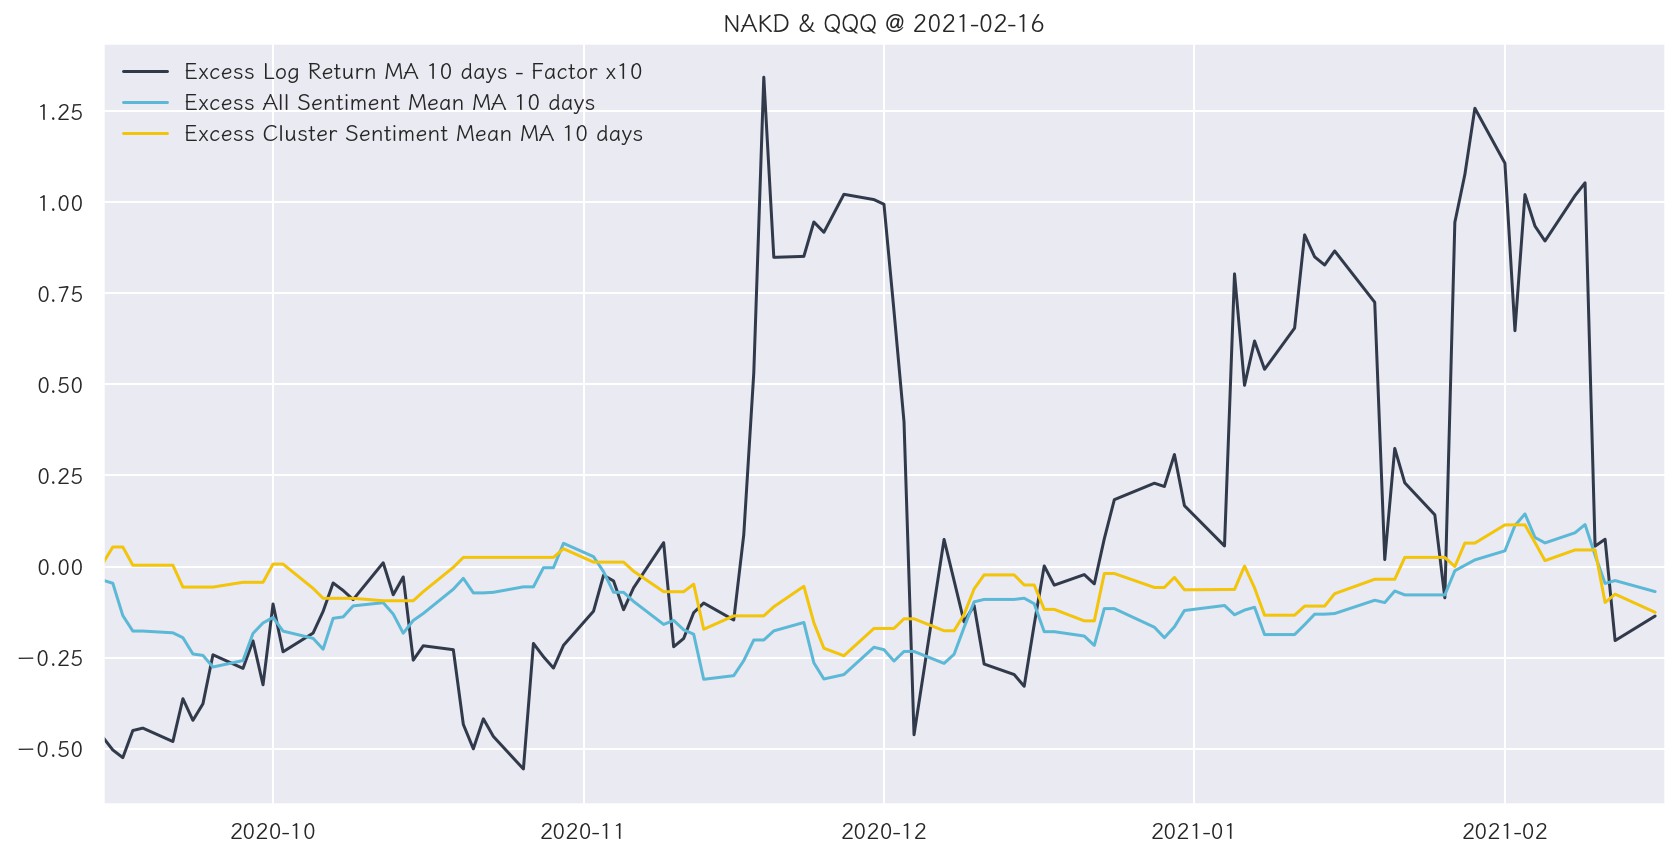 NAKD & QQQ @ 2021-02-16
Excess Log Return MA 10 days - Factor x10
Excess All Sentiment Mean MA 10 days
Excess Cluster Sentiment Mean MA 10 days
1.25
1.00
0.75
0.50
0.25
0.00
−0.25
−0.50
2020-10 2020-11 2020-12 2021-01 2021-02